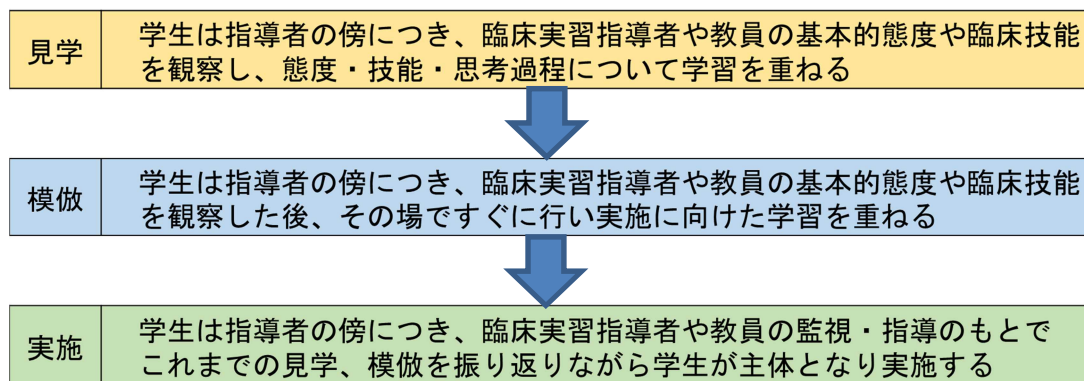 見学
学生は指導者の傍につき、臨床実習指導者や教員の基本的態度や臨床技能
を観察し、態度・技能・思考過程について学習を重ねる
模倣
学生は指導者の傍につき、臨床実習指導者や教員の基本的態度や臨床技能
を観察した後、その場ですぐに行い実施に向けた学習を重ねる
実施
学生は指導者の傍につき、臨床実習指導者や教員の監視・指導のもとで
これまでの見学、模倣を振り返りながら学生が主体となり実施する